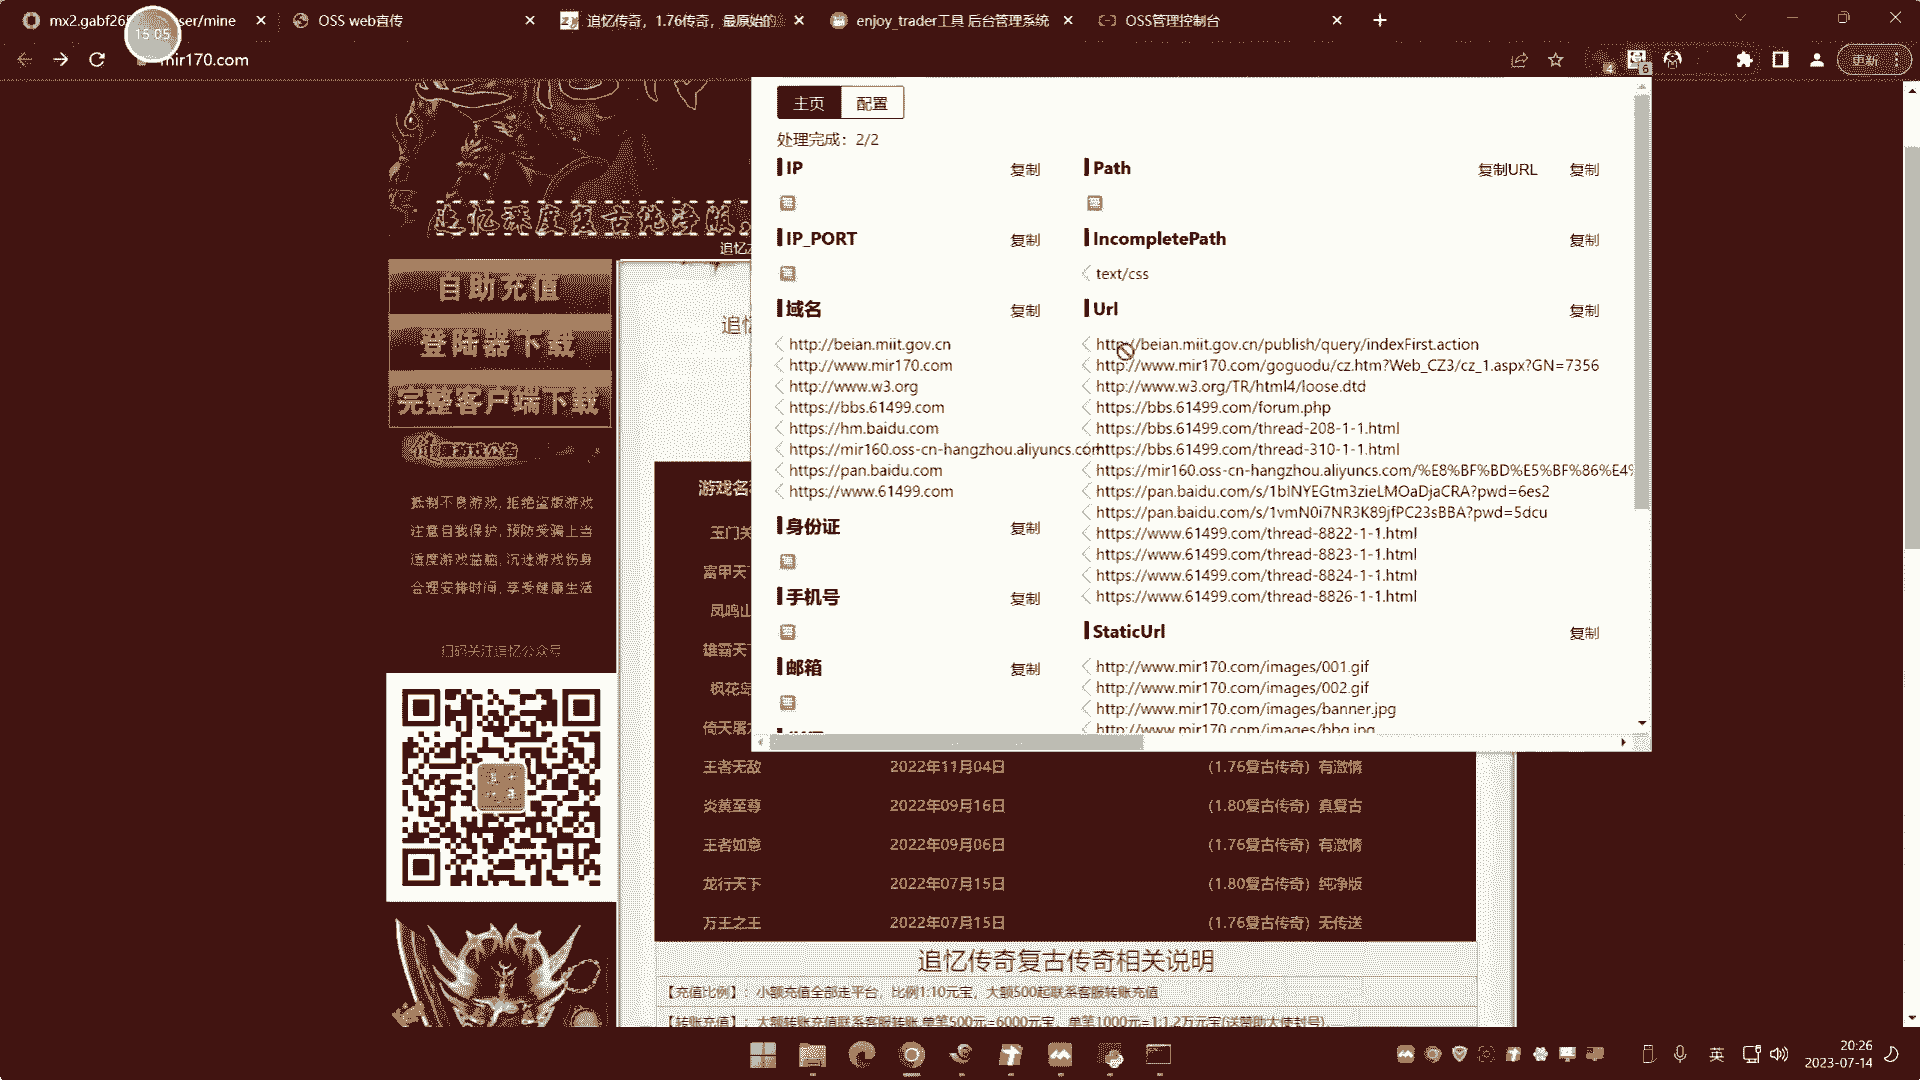 OSS web直传
追忆传奇，1.76传奇，最原始的
enjoy_trader工具 后台管理系统
OSS管理控制台
15 05
mir170.com
更新
主页
配置
处理完成：2/2
IP
复制
Path
复制URL
复制
IP_PORT
复制
IncompletePath
复制
text/css
域名
复制
Url
复制
http://beian.miit.gov.cn
http://www.mir170.com
http://www.w3.org
https://bbs.61499.com
https://hm.baidu.com
https://mir160.oss-cn-hangzhou.aliyuncs.com
https://pan.baidu.com
https://www.61499.com
http://beian.miit.gov.cn/publish/query/indexFirst.action
http://www.mir170.com/goguodu/cz.htm?Web_CZ3/cz_1.aspx?GN=7356
http://www.w3.org/TR/html4/loose.dtd
https://bbs.61499.com/forum.php
https://bbs.61499.com/thread-208-1-1.html
https://bbs.61499.com/thread-310-1-1.html
https://mir160.oss-cn-hangzhou.aliyuncs.com/%E8%BF%BD%E5%BF%86%E4%
https://pan.baidu.com/s/1bINYEGtm3zieLMOaDjaCRA?pwd=6es2
https://pan.baidu.com/s/1vmN0i7NR3K89jfPC23sBBA?pwd=5dcu
https://www.61499.com/thread-8822-1-1.html
https://www.61499.com/thread-8823-1-1.html
https://www.61499.com/thread-8824-1-1.html
https://www.61499.com/thread-8826-1-1.html
身份证
复制
手机号
复制
邮箱
复制
StaticUrl
复制
http://www.mir170.com/images/001.gif
http://www.mir170.com/images/002.gif
http://www.mir170.com/images/banner.jpg
http://www.mir170.com/images/bbg.jpg
追忆深度复古纯净版
自助充值
登陆器下载
完整客户端下载
康游戏公告
抵制不良游戏, 拒绝盗版游戏
注意自我保护, 预防受骗上当
适度游戏益脑, 沉迷游戏伤身
合理安排时间, 享受健康生活
扫码关注追忆公众号
游戏名
玉门关
富甲天
凤鸣山
雄霸天
枫花岛
倚天屠
王者无敌 2022年11月04日 （1.76复古传奇）有激情
炎黄至尊 2022年09月16日 （1.80复古传奇）真复古
王者如意 2022年09月06日 （1.76复古传奇）有激情
龙行天下 2022年07月15日 （1.80复古传奇）纯净版
万王之王 2022年07月15日 （1.76复古传奇）无传送
追忆传奇复古传奇相关说明
【充值比例】：小额充值全部走平台，比例1:10元宝，大额500起联系客服转账充值
【转账充值】：大额转账充值联系客服转账,单笔500元=6000元宝，单笔1000元=1:1.2万元宝(送赞助大使封号)
英
20:26
2023-07-14